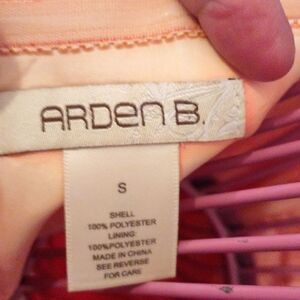 ARDEN B.
S
SHELL
100% POLYESTER
LINING:
100%POLYESTER
MADE IN CHINA
SEE REVERSE
FOR CARE